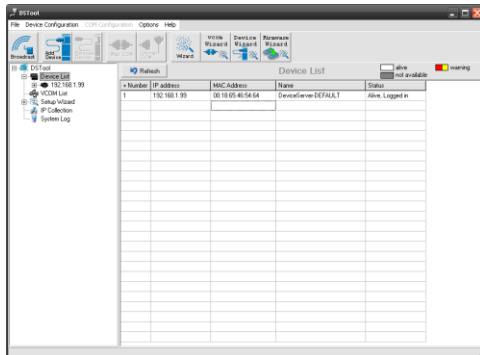 DSTool
File Device Configuration COM Configuration Options Help
Broadcast
Add Device
Wizard
VCOM Wizard
Device Wizard
Firmware Wizard
DSTool
Device List
192.168.1.99
VCOM List
Setup Wizard
IP Collection
System Log
Refresh
Device List
alive
not available
warning
+ Number IP address MAC Address Name Status
1 192.168.1.99 00:18:65:46:54:64 DeviceServer-DEFAULT Alive, Logged in